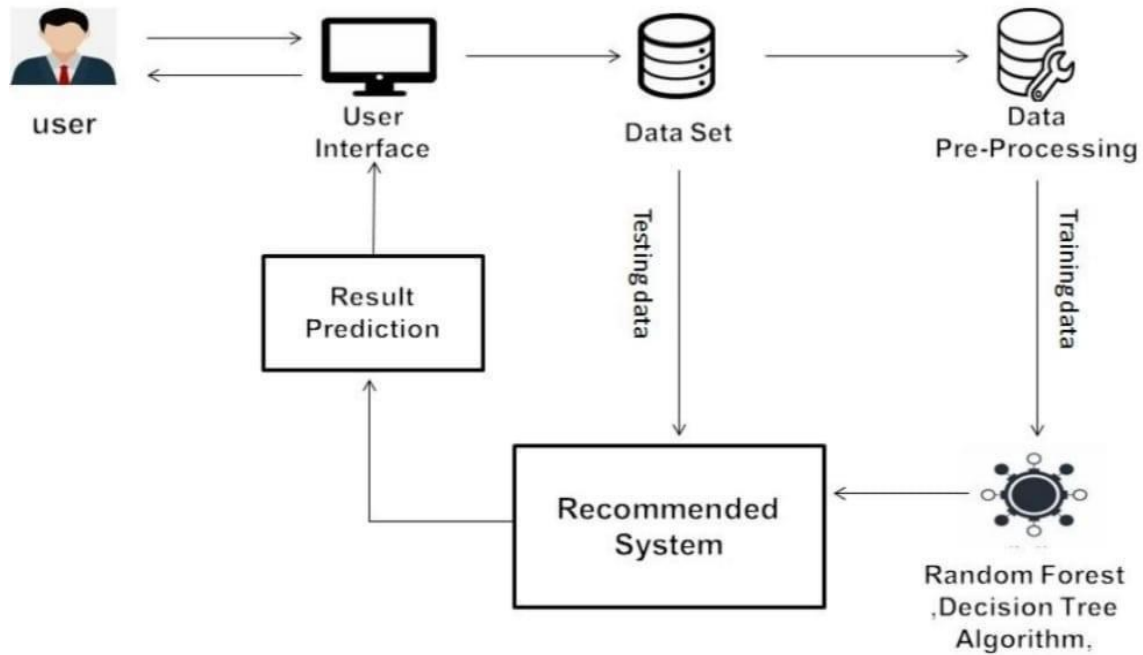 user
User
Interface
Data Set
Data
Pre-Processing
Testing data
Training data
Result
Prediction
Recommended
System
Random Forest
,Decision Tree
Algorithm,